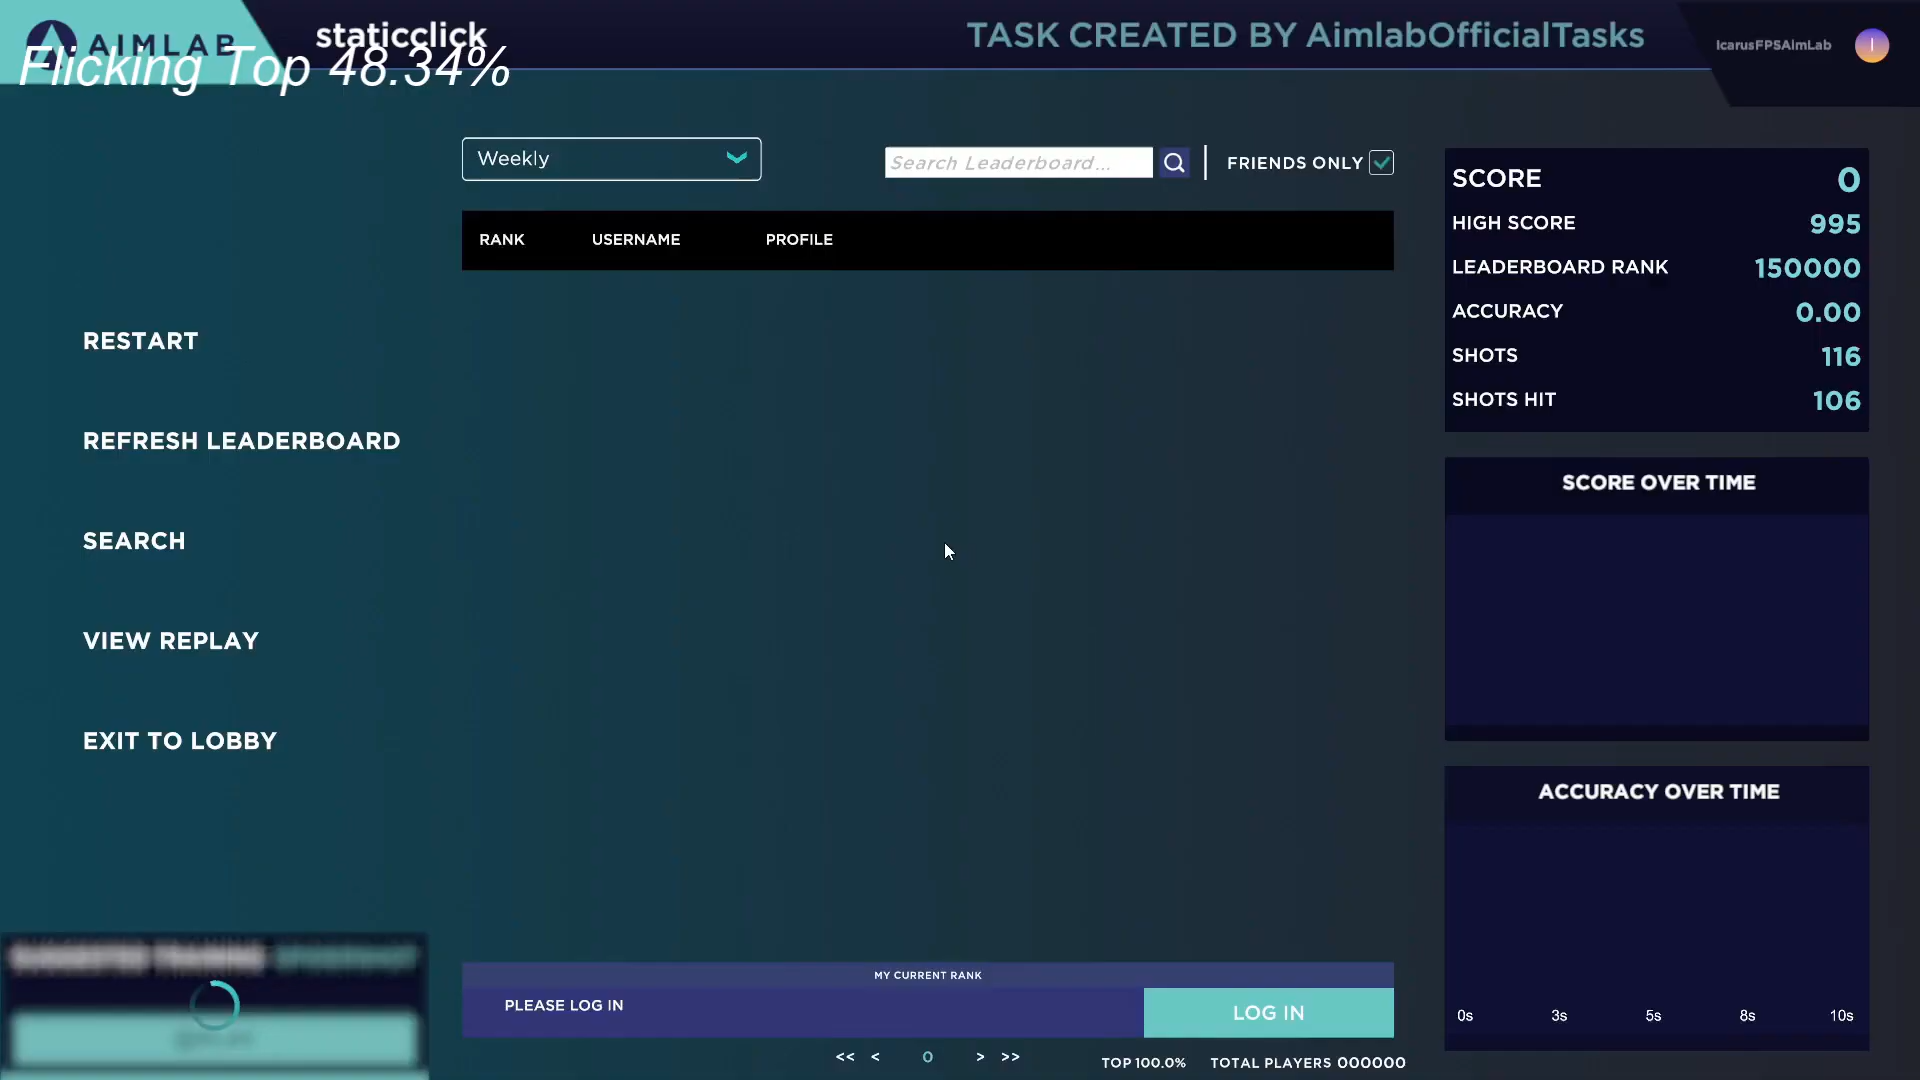 AIMLAB
staticclick
TASK CREATED BY AimlabOfficialTasks
IcarusFPSAimLab
I
Flicking Top 48.34%
Weekly
Search Leaderboard...
FRIENDS ONLY
RANK USERNAME PROFILE
RESTART
REFRESH LEADERBOARD
SEARCH
VIEW REPLAY
EXIT TO LOBBY
SCORE 0
HIGH SCORE 995
LEADERBOARD RANK 150000
ACCURACY 0.00
SHOTS 116
SHOTS HIT 106
SCORE OVER TIME
ACCURACY OVER TIME
0s 3s 5s 8s 10s
SUGGESTED TRAINING
MY CURRENT RANK
PLEASE LOG IN
LOG IN
<< < 0 > >>
TOP 100.0% TOTAL PLAYERS 000000